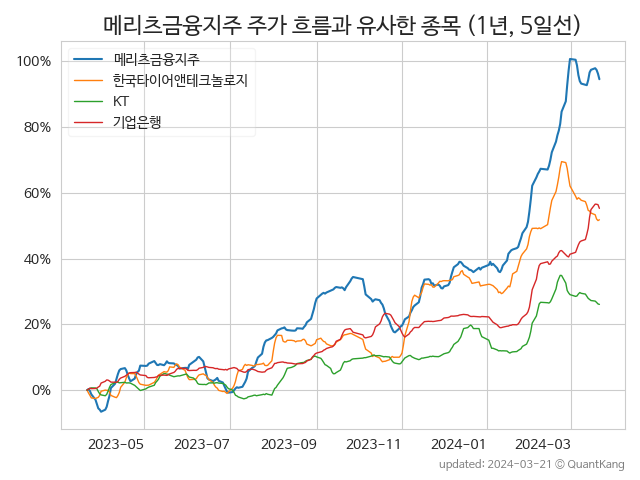 메리츠금융지주 주가 흐름과 유사한 종목 (1년, 5일선)
메리츠금융지주
한국타이어앤테크놀로지
KT
기업은행
100%
80%
60%
40%
20%
0%
2023-05 2023-07 2023-09 2023-11 2024-01 2024-03
updated: 2024-03-21 © QuantKang